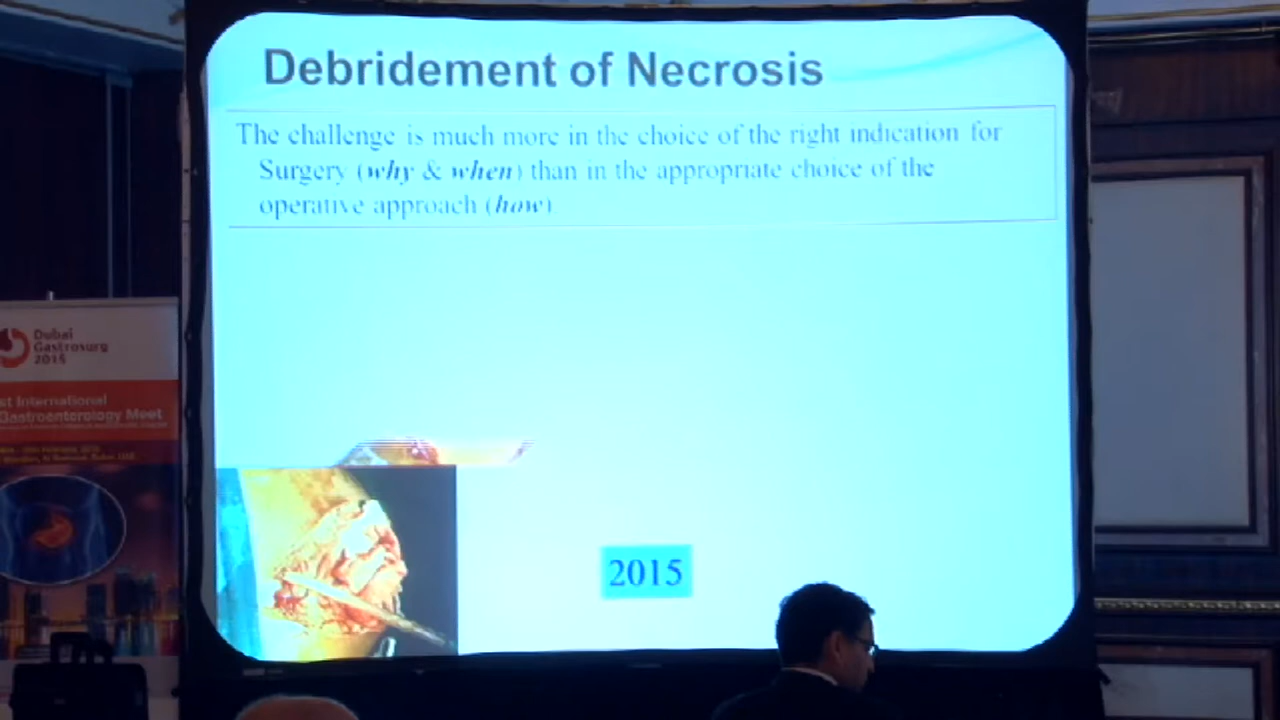 Debridement of Necrosis
The challenge is much more in the choice of the right indication for
Surgery (why & when) than in the appropriate choice of the
operative approach (how)
2015
Dubai
Gastrosurg
2015
st International
Gastroenterology Meet